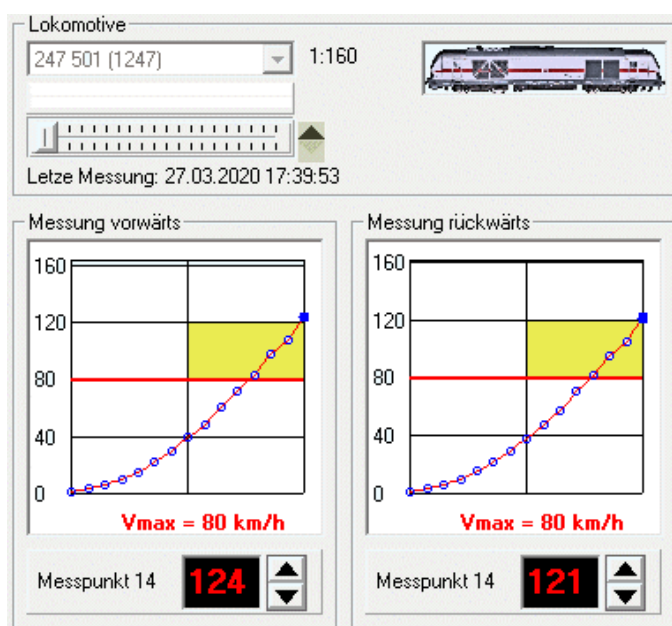 Lokomotive
247 501 (1247)
1:160
Letze Messung: 27.03.2020 17:39:53
Messung vorwärts
160
120
80
40
0
Vmax = 80 km/h
Messpunkt 14
124
Messung rückwärts
160
120
80
40
0
Vmax = 80 km/h
Messpunkt 14
121